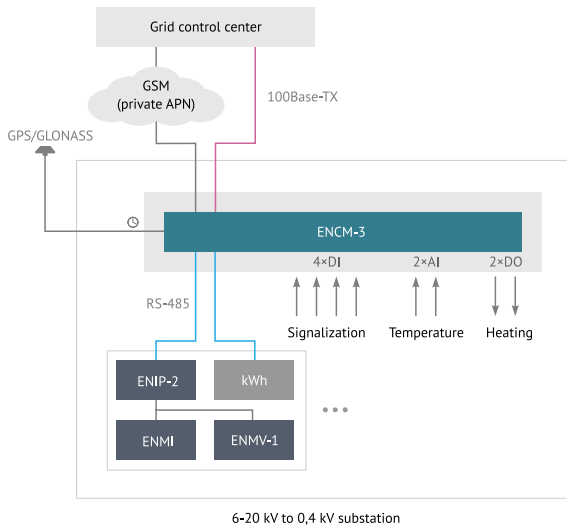 Grid control center
GSM
(private APN)
100Base-TX
GPS/GLONASS
ENCM-3
4×DI
2×AI
2×DO
RS-485
Signalization
Temperature
Heating
ENIP-2
kWh
ENMI
ENMV-1
6-20 kV to 0,4 kV substation